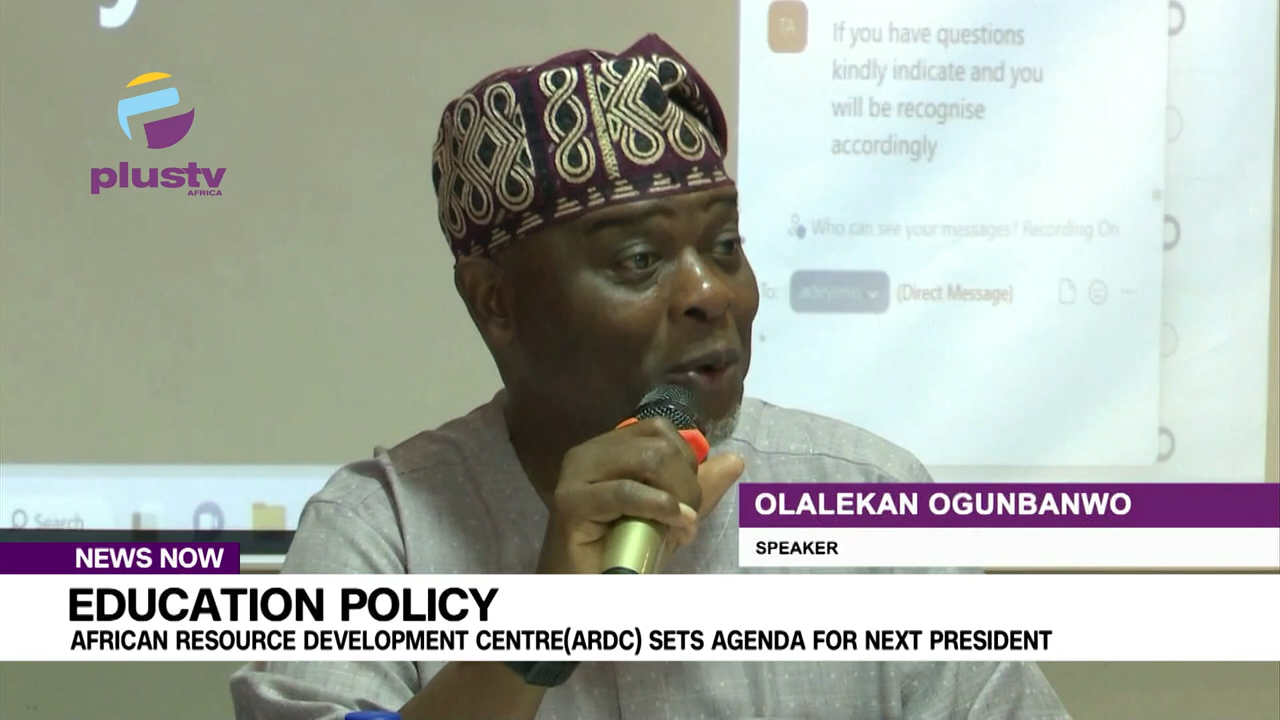 plustv
AFRICA
If you have questions
kindly indicate and you
will be recognise
accordingly
Who can see your messages? Recording On
(Direct Message)
Search
OLALEKAN OGUNBANWO
SPEAKER
NEWS NOW
EDUCATION POLICY
AFRICAN RESOURCE DEVELOPMENT CENTRE(ARDC) SETS AGENDA FOR NEXT PRESIDENT